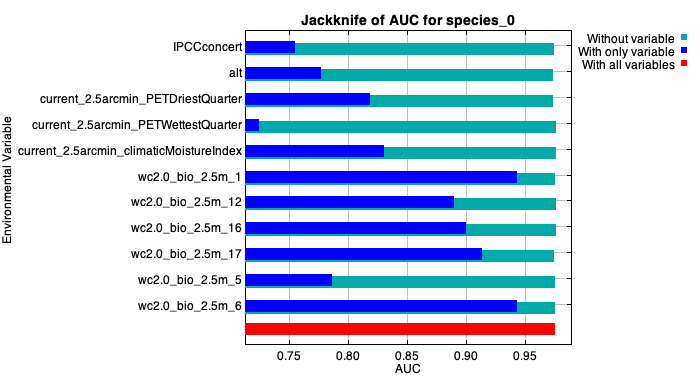 Jackknife of AUC for species_0
Without variable
With only variable
With all variables
Environmental Variable
IPCCconcert
alt
current_2.5arcmin_PETDriestQuarter
current_2.5arcmin_PETWettestQuarter
current_2.5arcmin_climaticMoistureIndex
wc2.0_bio_2.5m_1
wc2.0_bio_2.5m_12
wc2.0_bio_2.5m_16
wc2.0_bio_2.5m_17
wc2.0_bio_2.5m_5
wc2.0_bio_2.5m_6
0.75 0.80 0.85 0.90 0.95
AUC